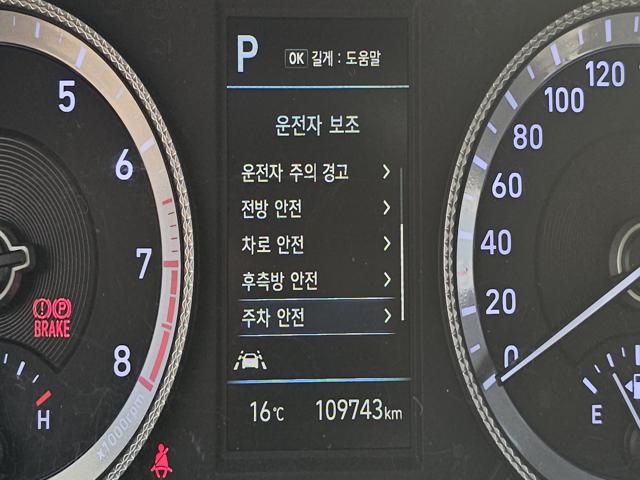 P
OK 길게 : 도움말
운전자 보조
운전자 주의 경고
전방 안전
차로 안전
후측방 안전
주차 안전
16℃ 109743km
5
6
7
8
x1000rpm
P
BRAKE
H
120
100
80
60
40
20
0
E